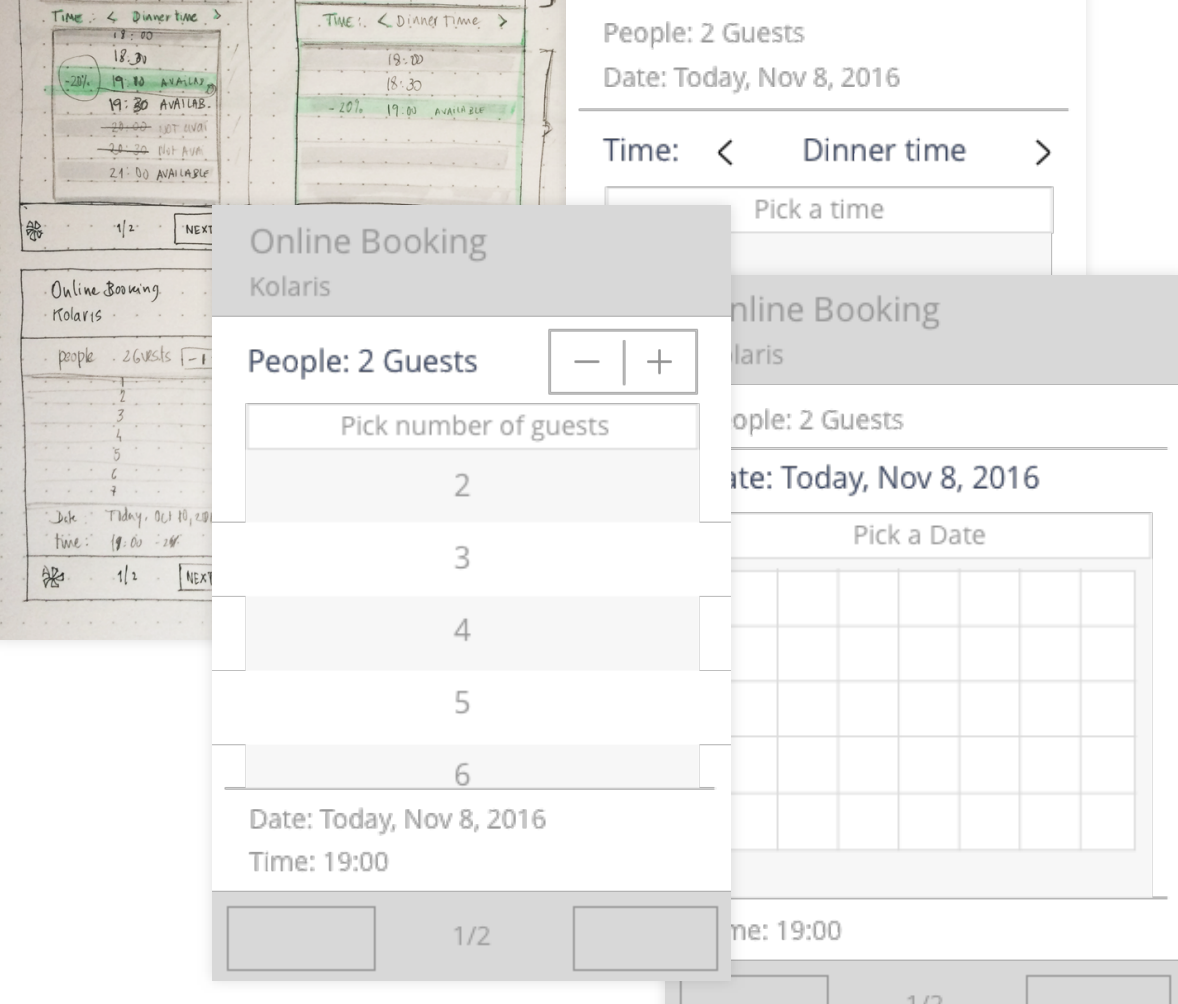 TIME: < Dinner time >
18:00
18:30
-20% 19:00 AVAILAB.
19:30 AVAILAB.
20:00 NOT avai
20:30 Not Ava
21:00 AVAILABLE
1/2 NEXT
Online Booking
Kolaris
people 2 Guests -1
1
2
3
4
5
6
7
Date Today, Oct 10, 201
time: 19:00
1/2 NEXT
TIME: < Dinner Time >
18:00
18:30
-20% 19:00 AVAILABLE
People: 2 Guests
Date: Today, Nov 8, 2016
Time: < Dinner time >
Pick a time
Online Booking
Kolaris
People: 2 Guests − +
Pick number of guests
2
3
4
5
6
Date: Today, Nov 8, 2016
Time: 19:00
1/2
nline Booking
laris
ople: 2 Guests
ate: Today, Nov 8, 2016
Pick a Date
me: 19:00
1/2